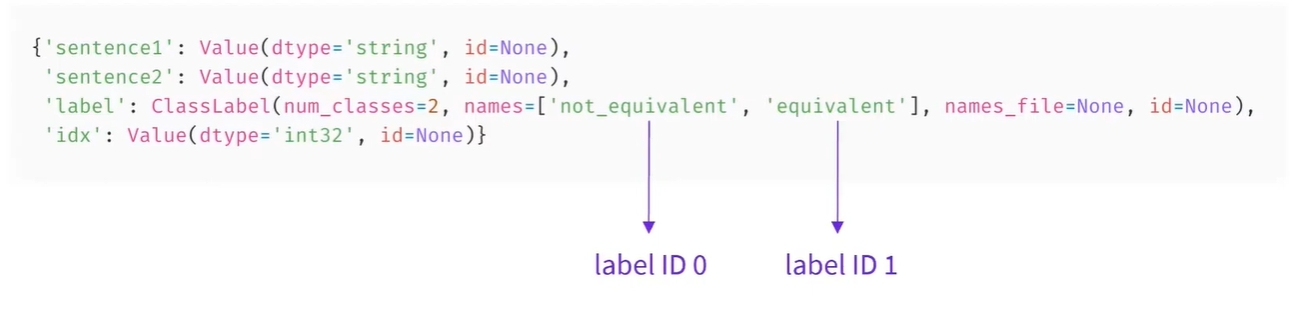 {'sentence1': Value(dtype='string', id=None),
'sentence2': Value(dtype='string', id=None),
'label': ClassLabel(num_classes=2, names=['not_equivalent', 'equivalent'], names_file=None, id=None),
'idx': Value(dtype='int32', id=None)}
label ID 0 label ID 1